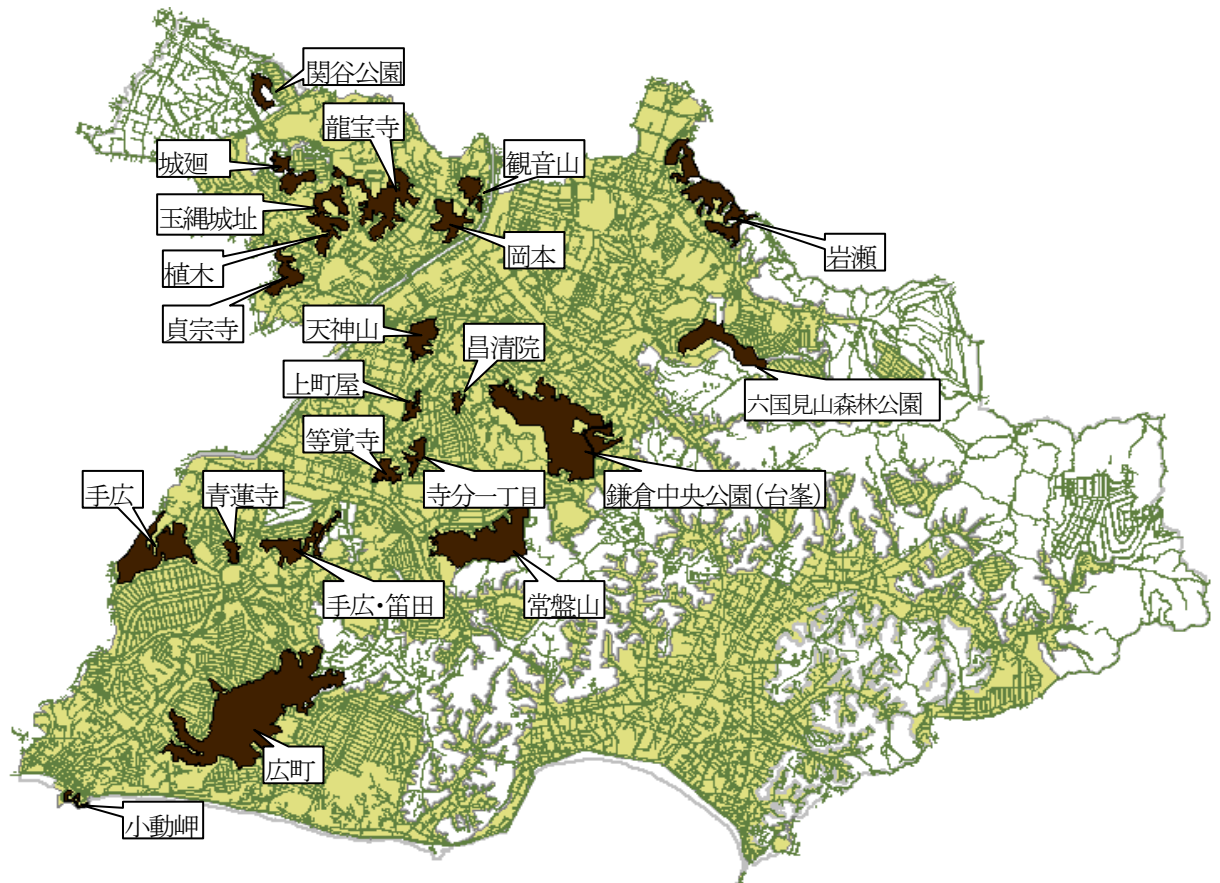 関谷公園
龍宝寺
城廻
観音山
玉縄城址
岡本
岩瀬
植木
貞宗寺
天神山
昌清院
上町屋
六国見山森林公園
等覚寺
手広
青蓮寺
寺分一丁目
鎌倉中央公園(台峯)
手広・笛田
常盤山
広町
小動岬